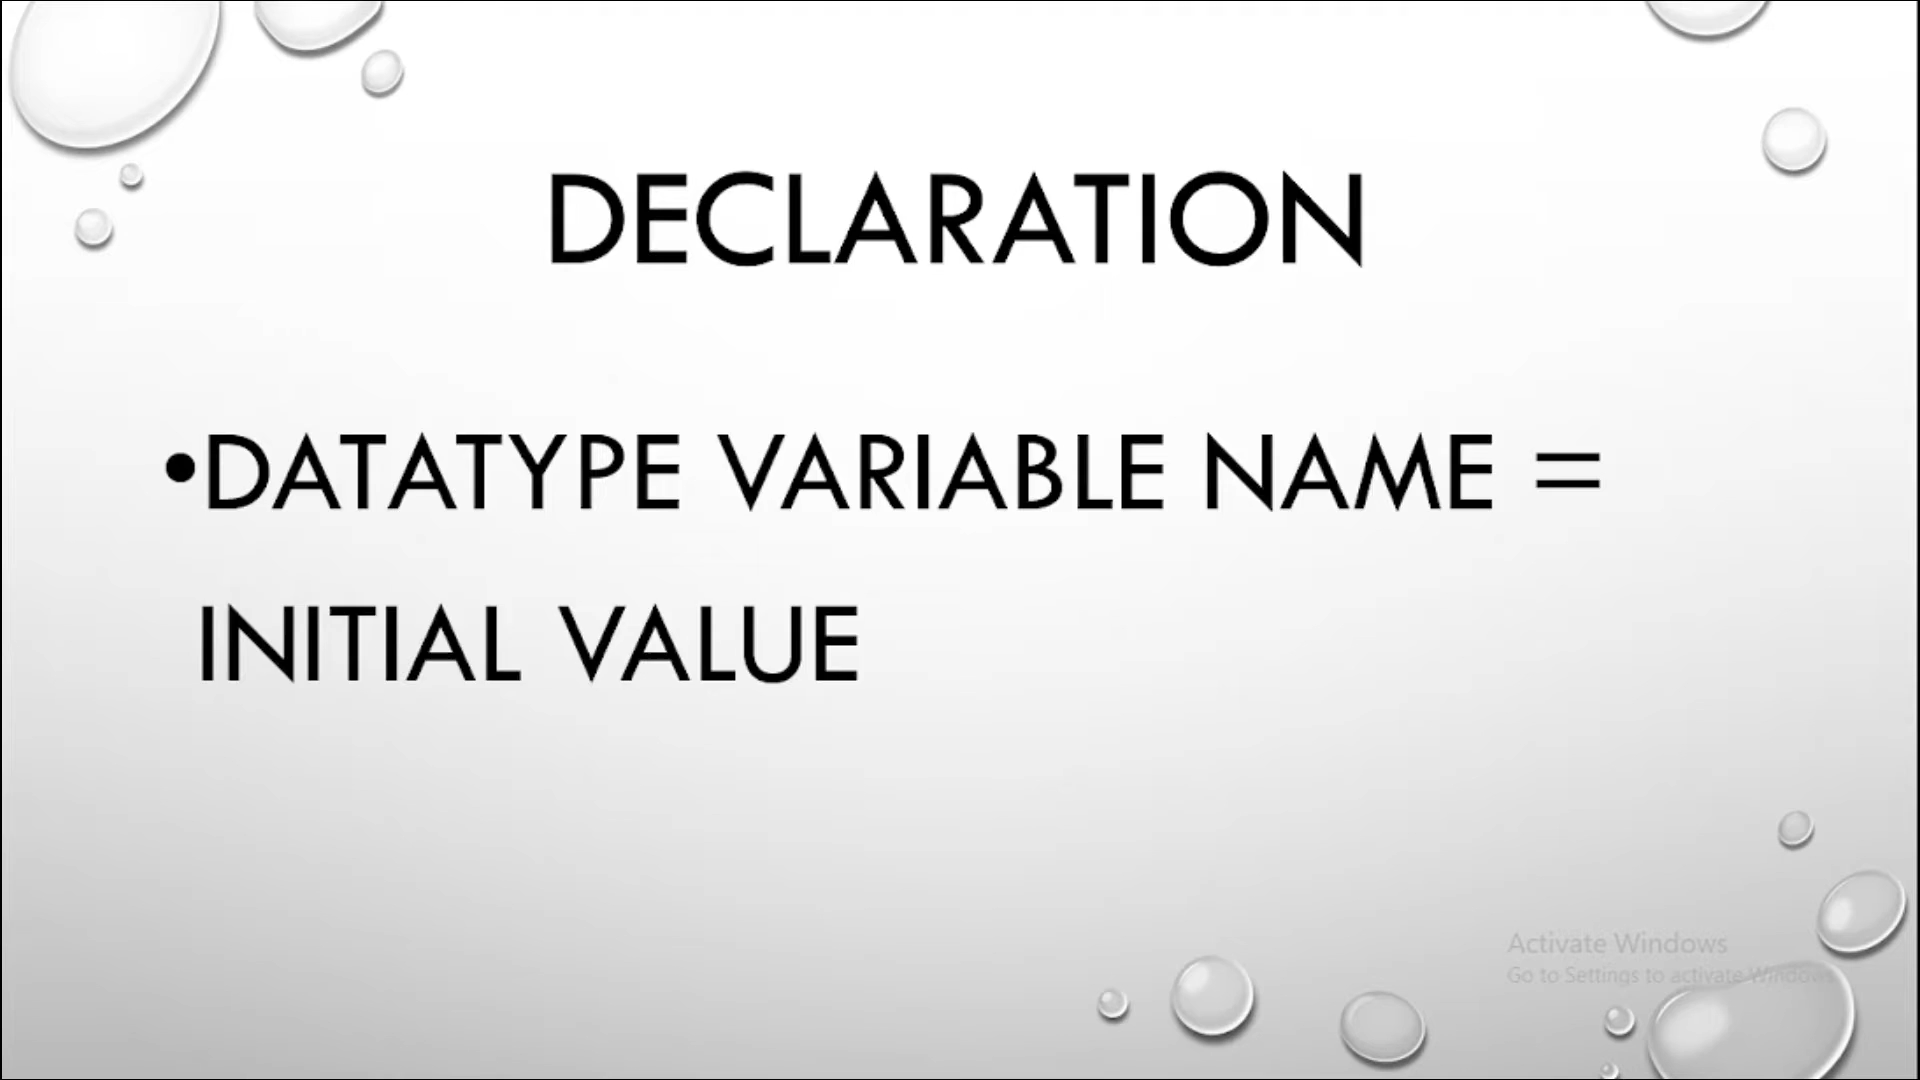 DECLARATION
•DATATYPE VARIABLE NAME =
INITIAL VALUE
Activate Windows
Go to Settings to activate Windows